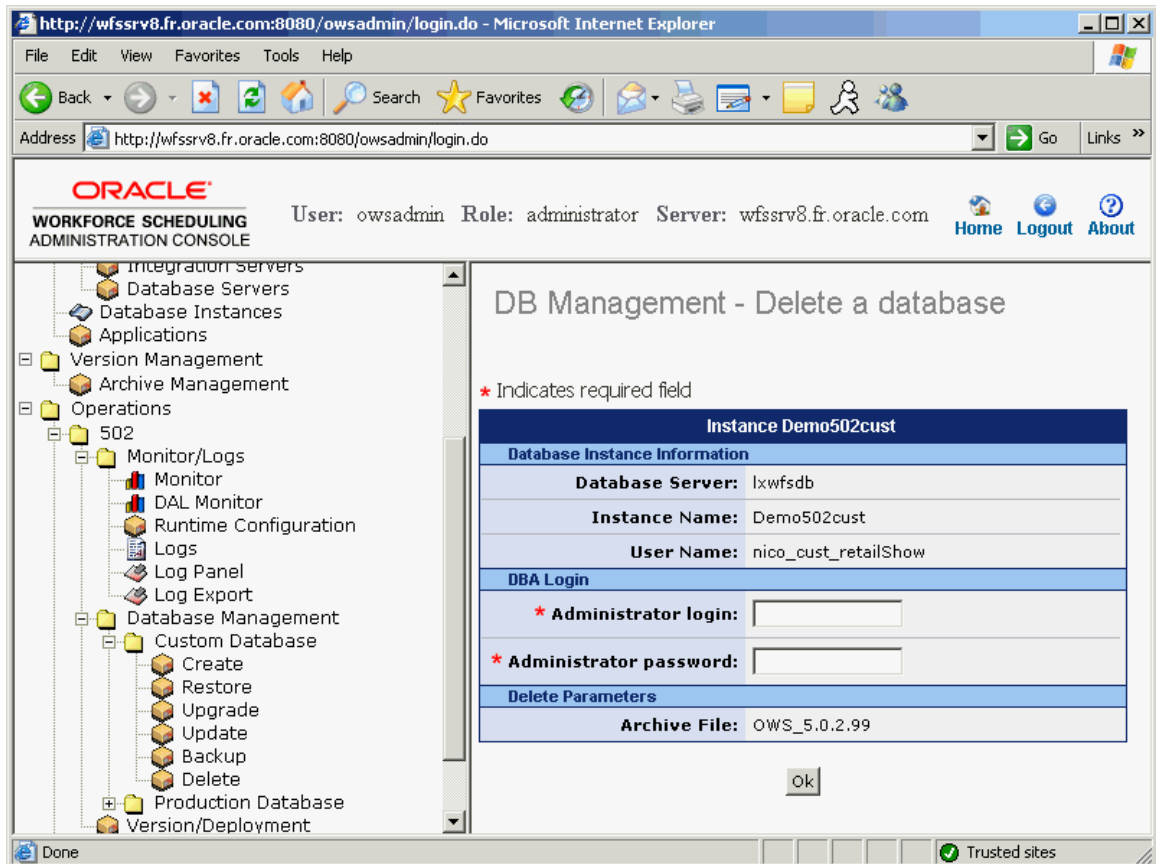 http://wfssrv8.fr.oracle.com:8080/owsadmin/login.do - Microsoft Internet Explorer
File Edit View Favorites Tools Help
Back Search Favorites
Address http://wfssrv8.fr.oracle.com:8080/owsadmin/login.do Go Links »
ORACLE
WORKFORCE SCHEDULING
ADMINISTRATION CONSOLE
User: owsadmin Role: administrator Server: wfssrv8.fr.oracle.com
Home Logout About
Integration Servers
Database Servers
Database Instances
Applications
Version Management
Archive Management
Operations
502
Monitor/Logs
Monitor
DAL Monitor
Runtime Configuration
Logs
Log Panel
Log Export
Database Management
Custom Database
Create
Restore
Upgrade
Update
Backup
Delete
Production Database
Version/Deployment
DB Management - Delete a database
* Indicates required field
Instance Demo502cust
Database Instance Information
Database Server: lxwfsdb
Instance Name: Demo502cust
User Name: nico_cust_retailShow
DBA Login
* Administrator login:
* Administrator password:
Delete Parameters
Archive File: OWS_5.0.2.99
Ok
Done Trusted sites